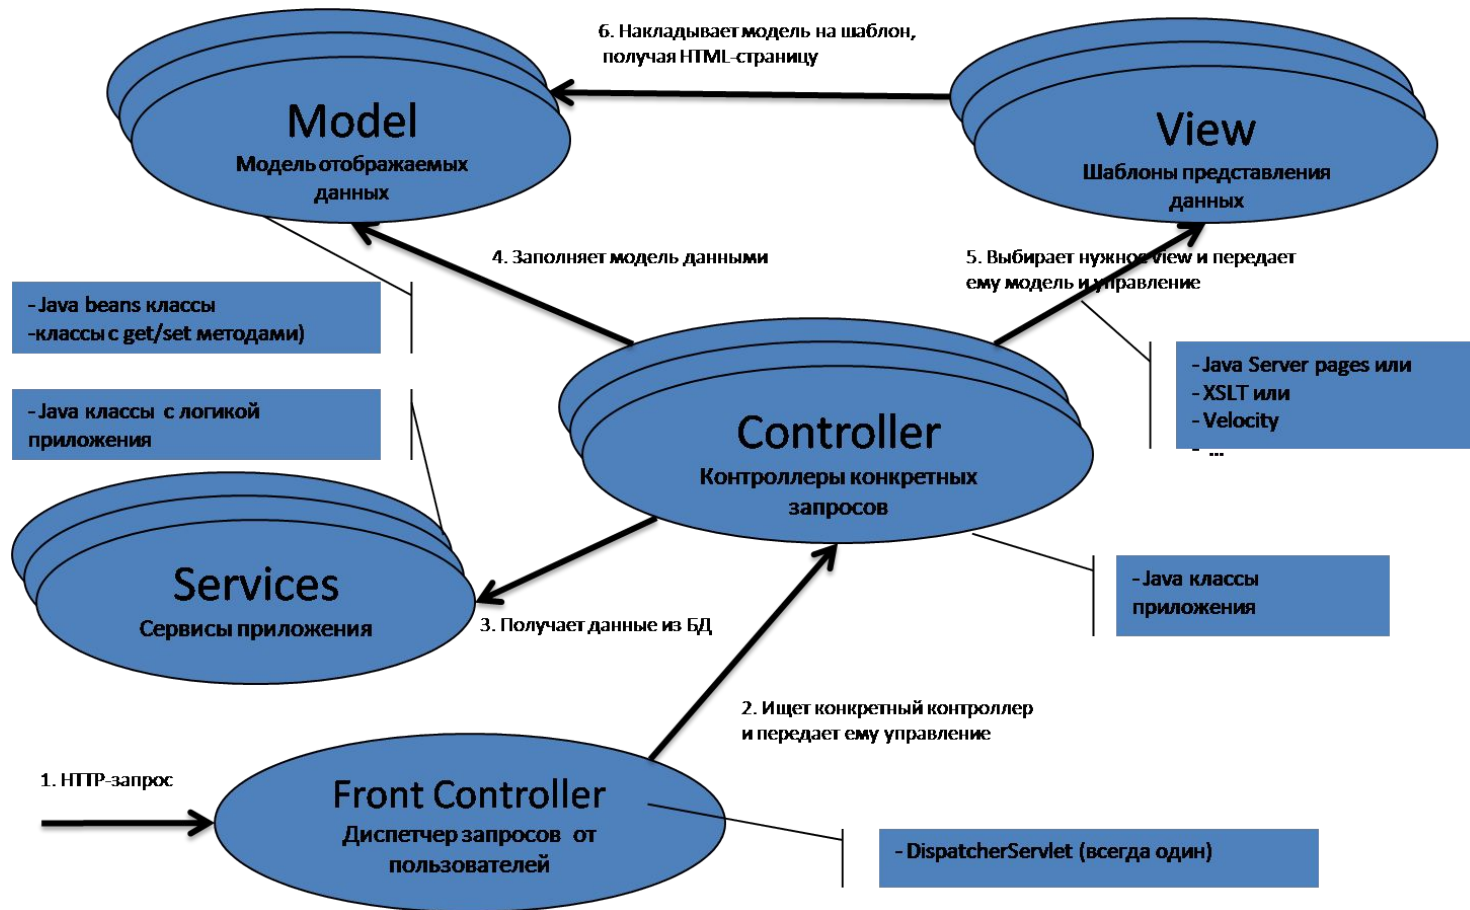 6. Накладывает модель на шаблон,
получая HTML-страницу
Model
Модель отображаемых
данных
View
Шаблоны представления
данных
4. Заполняет модель данными
5. Выбирает нужное view и передает
ему модель и управление
- Java beans классы
-классы с get/set методами)
- Java Server pages или
- XSLT или
- Velocity
- ...
- Java классы с логикой
приложения
Controller
Контроллеры конкретных
запросов
Services
Сервисы приложения
3. Получает данные из БД
- Java классы
приложения
2. Ищет конкретный контроллер
и передает ему управление
1. HTTP-запрос
Front Controller
Диспетчер запросов от
пользователей
- DispatcherServlet (всегда один)